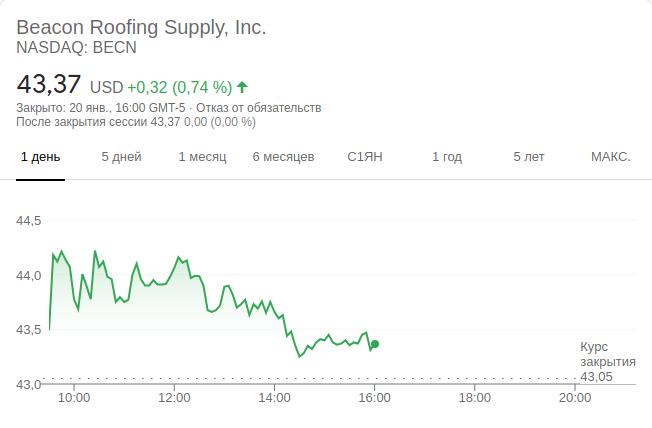 Beacon Roofing Supply, Inc.
NASDAQ: BECN
43,37 USD +0,32 (0,74 %)
Закрыто: 20 янв., 16:00 GMT-5 · Отказ от обязательств
После закрытия сессии 43,37 0,00 (0,00 %)
1 день 5 дней 1 месяц 6 месяцев С1ЯН 1 год 5 лет МАКС.
44,5
44,0
43,5
Курс
закрытия
43,05
43,0
10:00 12:00 14:00 16:00 18:00 20:00